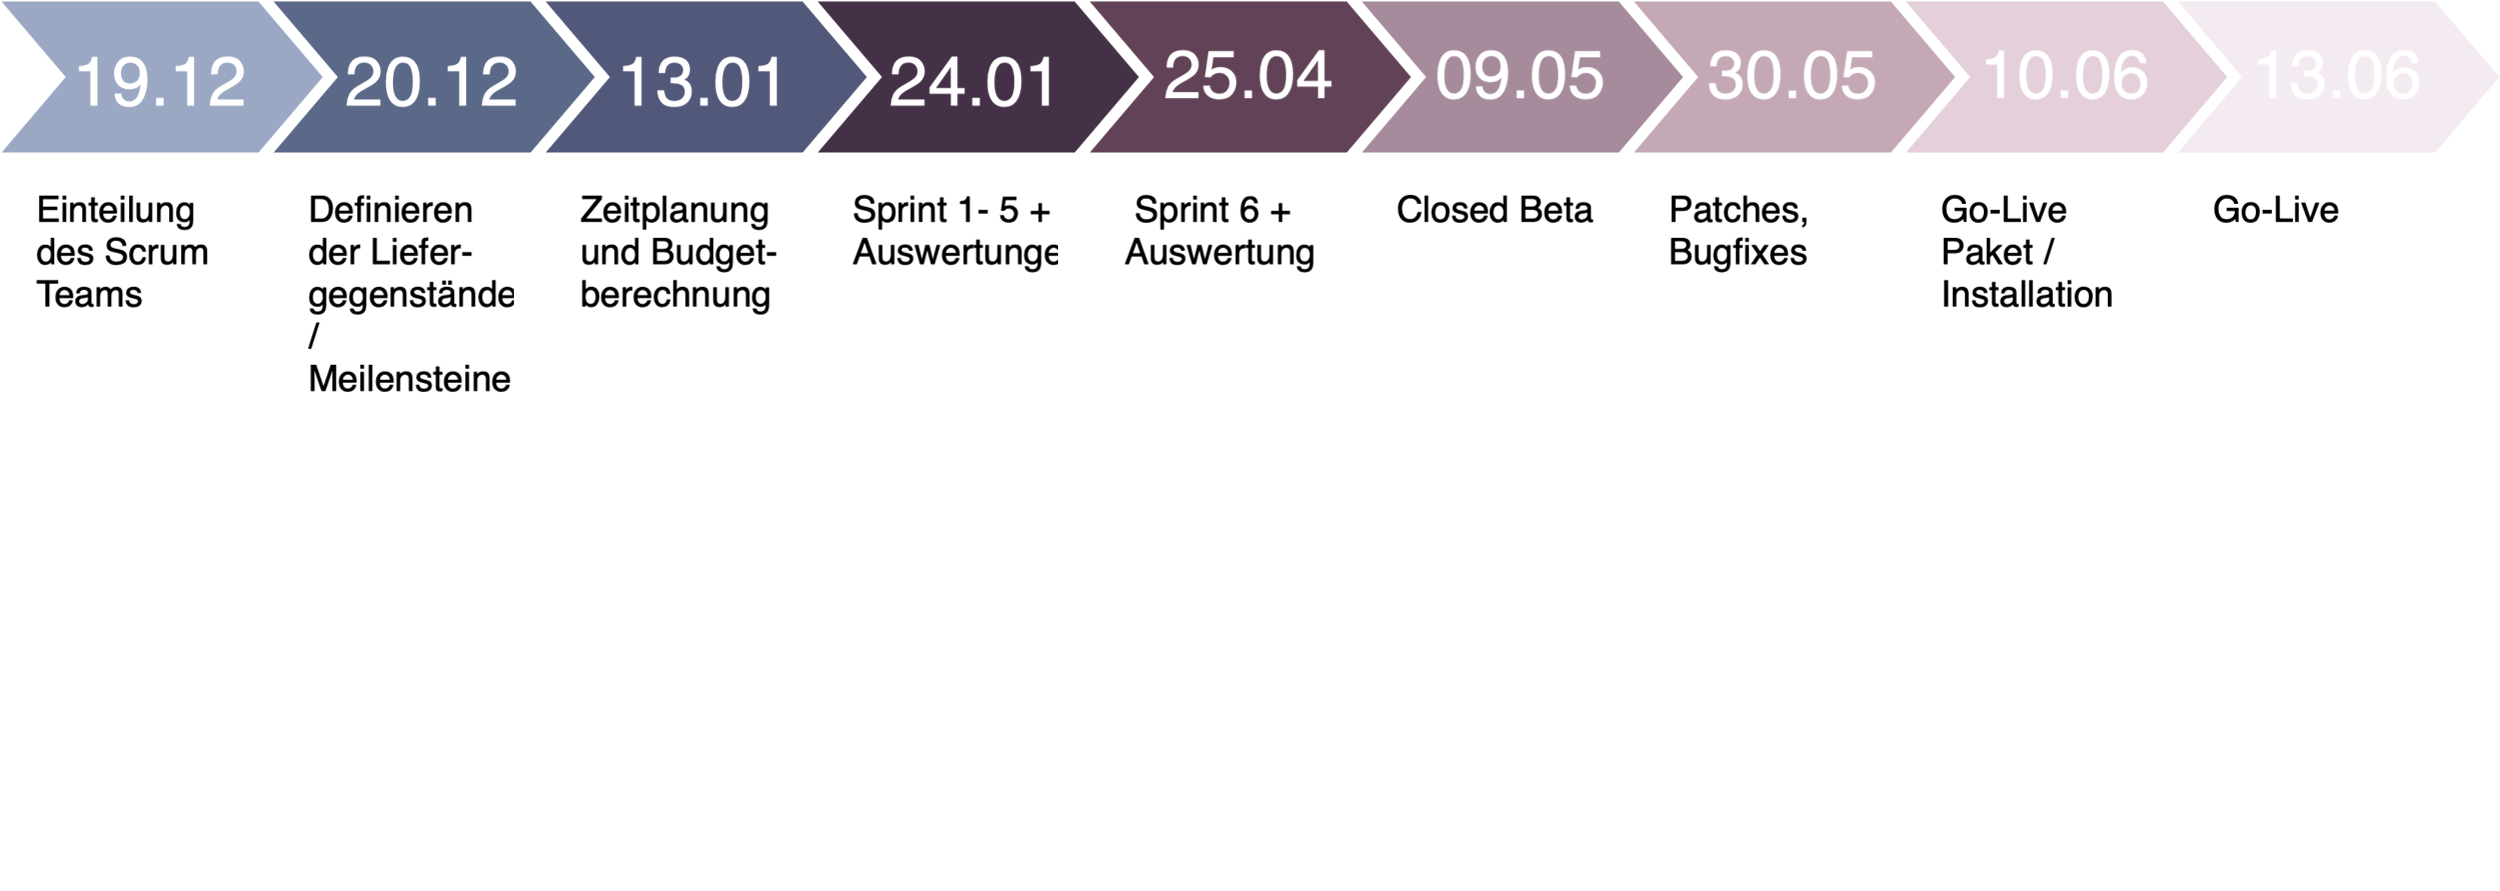 19.12
20.12
13.01
24.01
25.04
09.05
30.05
10.06
13.06
Einteilung
des Scrum
Teams
Definieren
der Liefer-
gegenstände
/
Meilensteine
Zeitplanung
und Budget-
berechnung
Sprint 1- 5 +
Auswertunge
Sprint 6 +
Auswertung
Closed Beta
Patches,
Bugfixes
Go-Live
Paket /
Installation
Go-Live